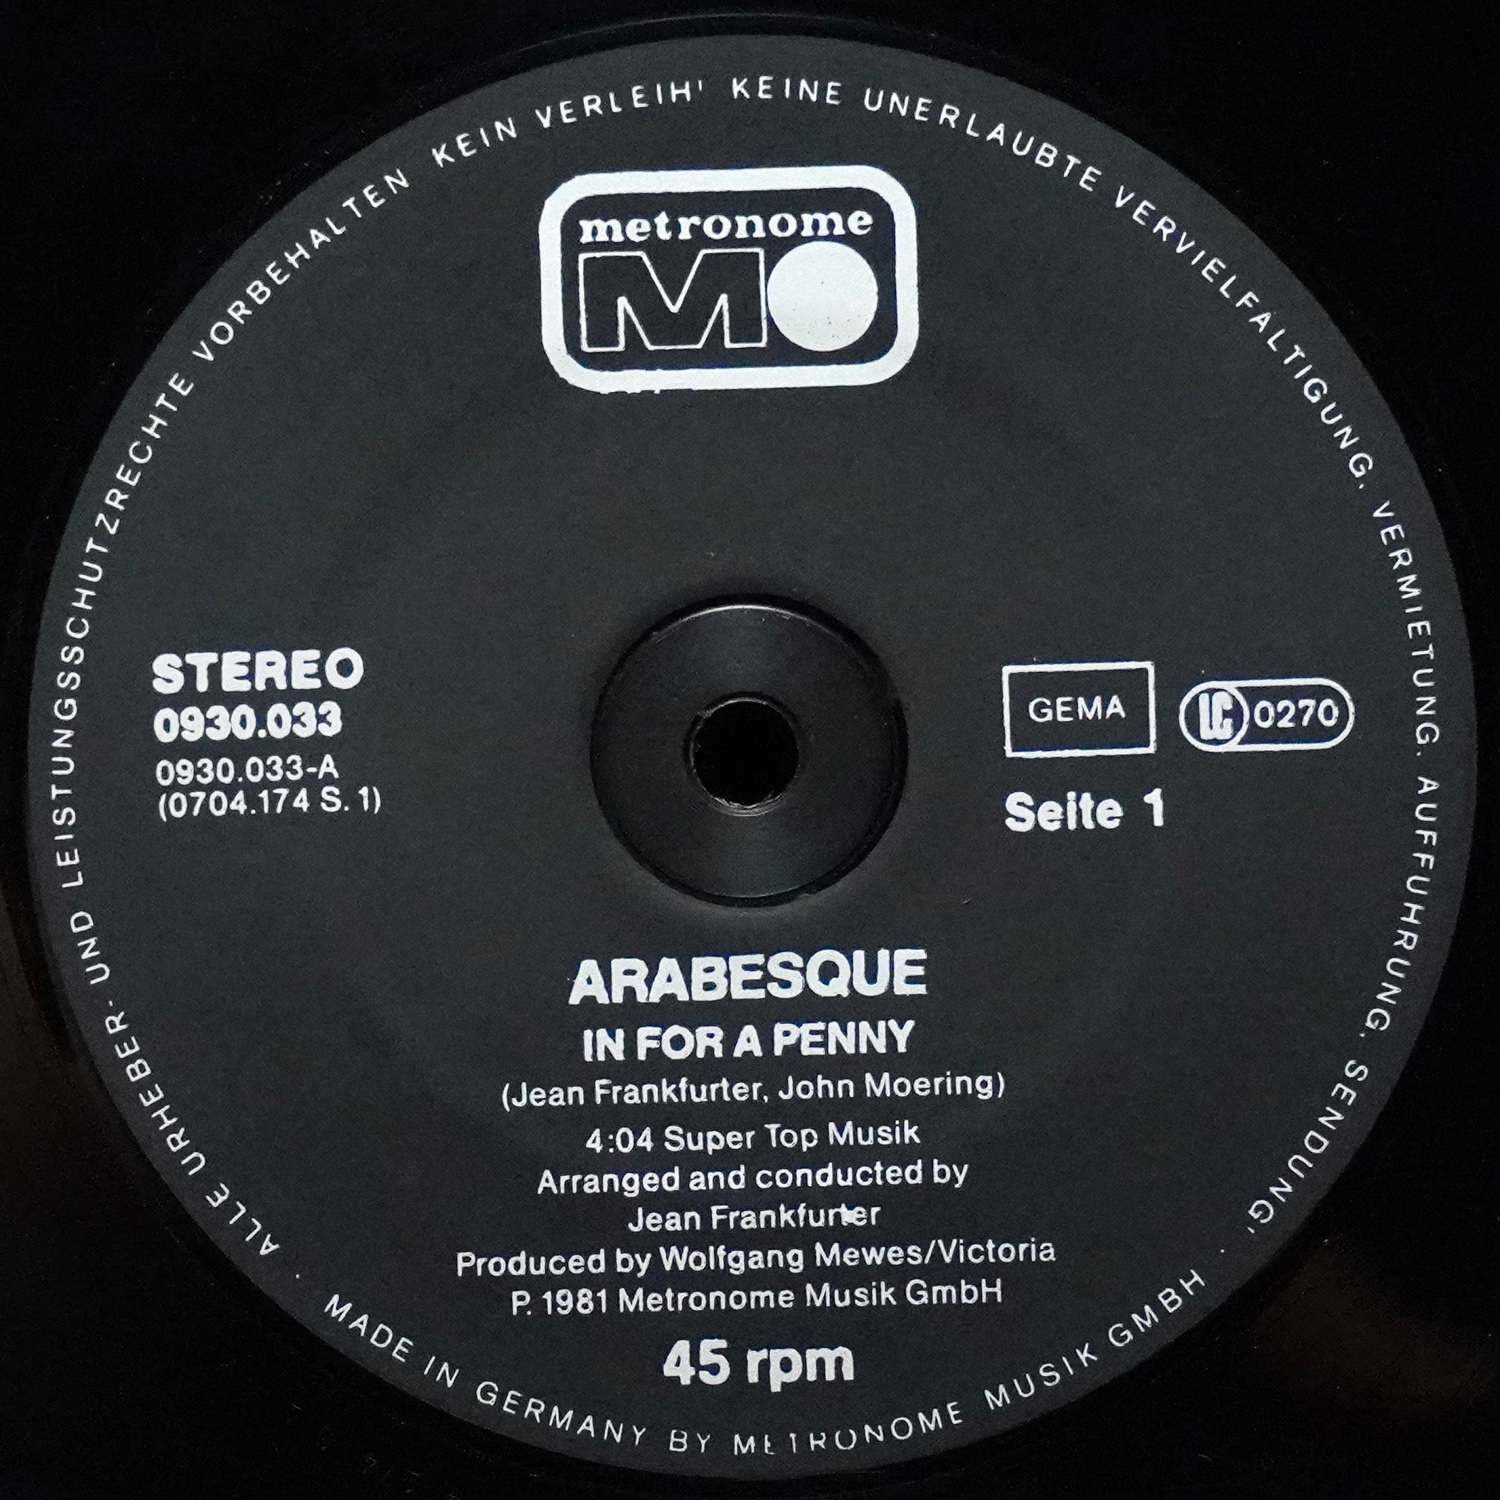 ALLE URHEBER- UND LEISTUNGSSCHUTZRECHTE VORBEHALTEN KEIN VERLEIH' KEINE UNERLAUBTE VERVIELFÄLTIGUNG, VERMIETUNG, AUFFÜHRUNG, SENDUNG'
metronome
MO
STEREO
0930.033
0930.033-A
(0704.174 S. 1)
GEMA
LC 0270
Seite 1
ARABESQUE
IN FOR A PENNY
(Jean Frankfurter, John Moering)
4:04 Super Top Musik
Arranged and conducted by
Jean Frankfurter
Produced by Wolfgang Mewes/Victoria
P. 1981 Metronome Musik GmbH
45 rpm
· MADE IN GERMANY BY METRONOME MUSIK GMBH ·